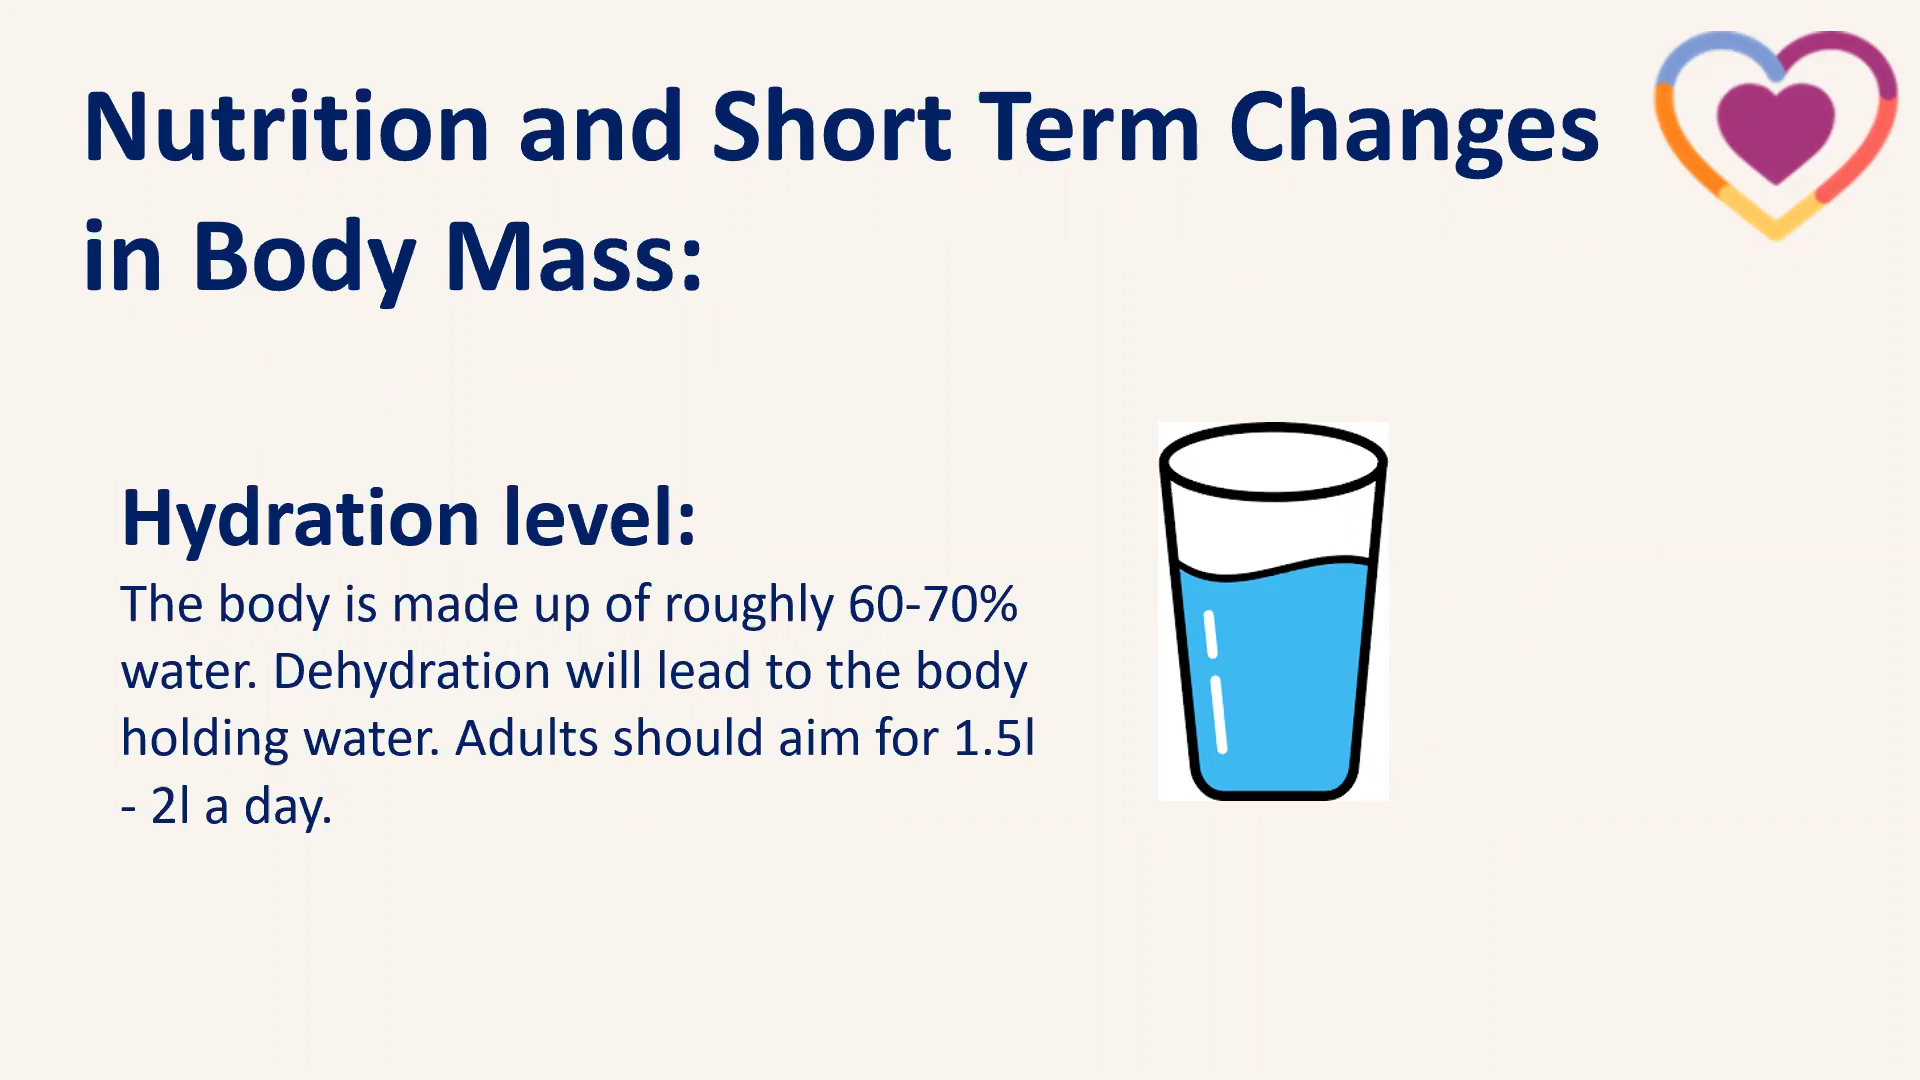 Nutrition and Short Term Changes
in Body Mass:
Hydration level:
The body is made up of roughly 60-70%
water. Dehydration will lead to the body
holding water. Adults should aim for 1.5l
- 2l a day.